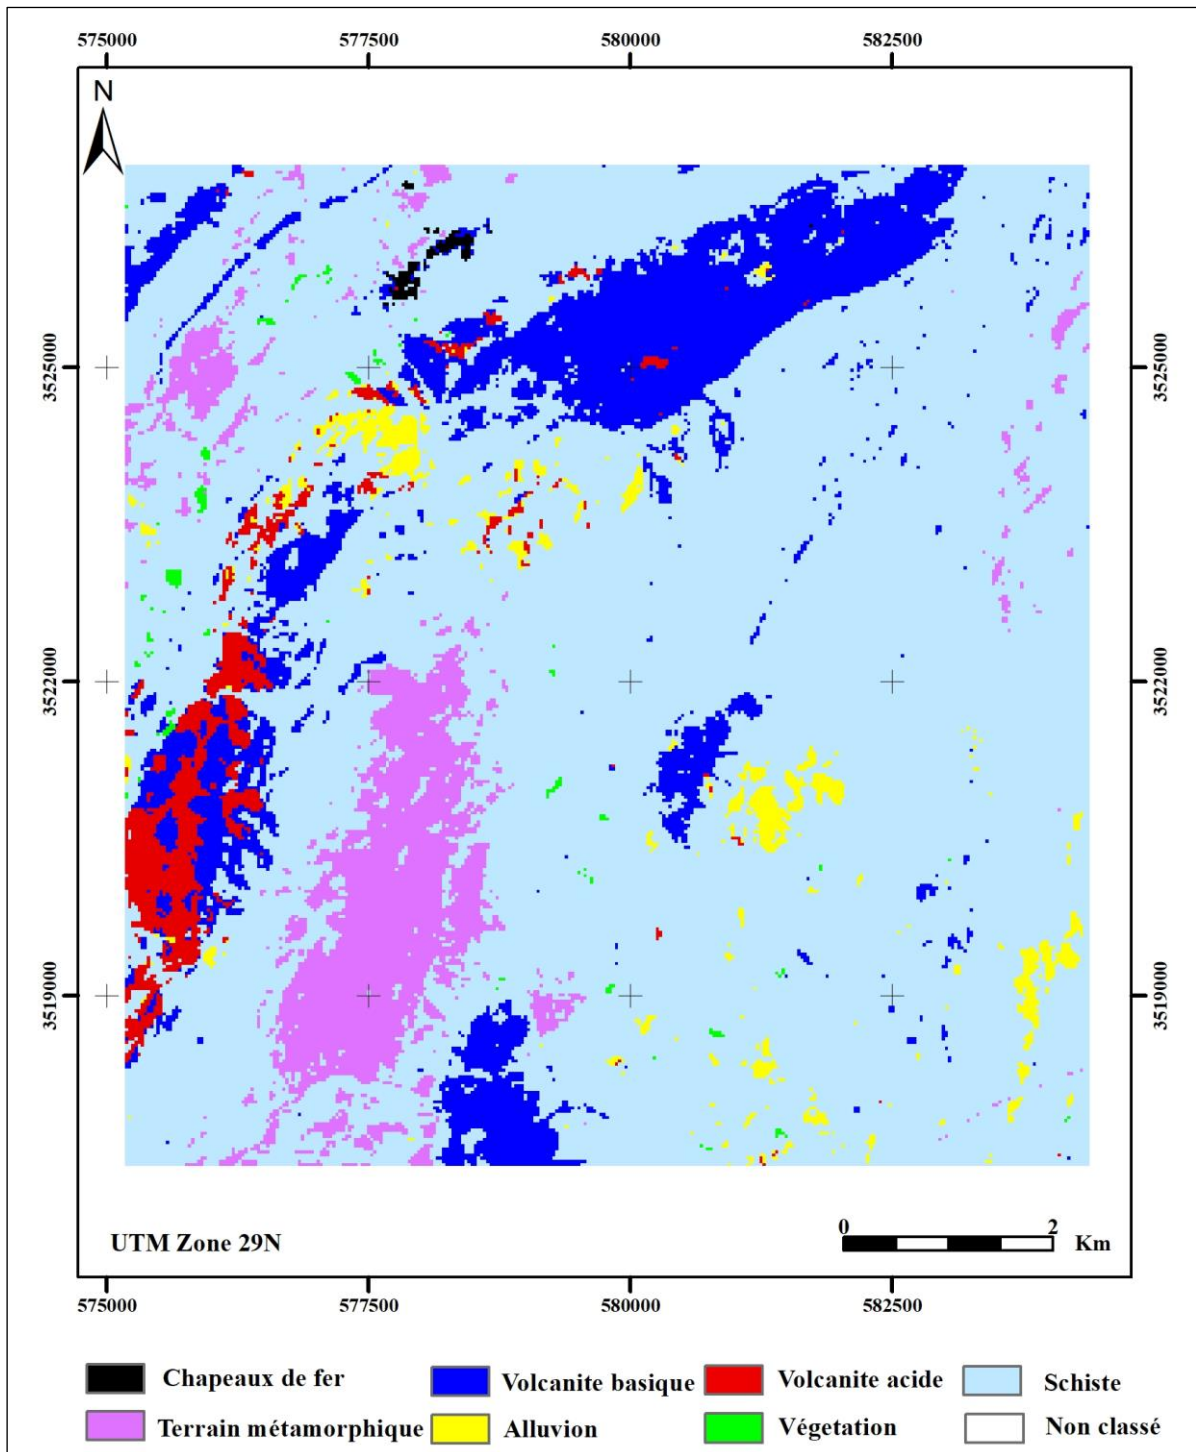 575000 577500 580000 582500
N
3525000 3525000
3522000 3522000
3519000 3519000
0 2
UTM Zone 29N Km
575000 577500 580000 582500
Chapeaux de fer Volcanite basique Volcanite acide Schiste
Terrain métamorphique Alluvion Végetation Non classé